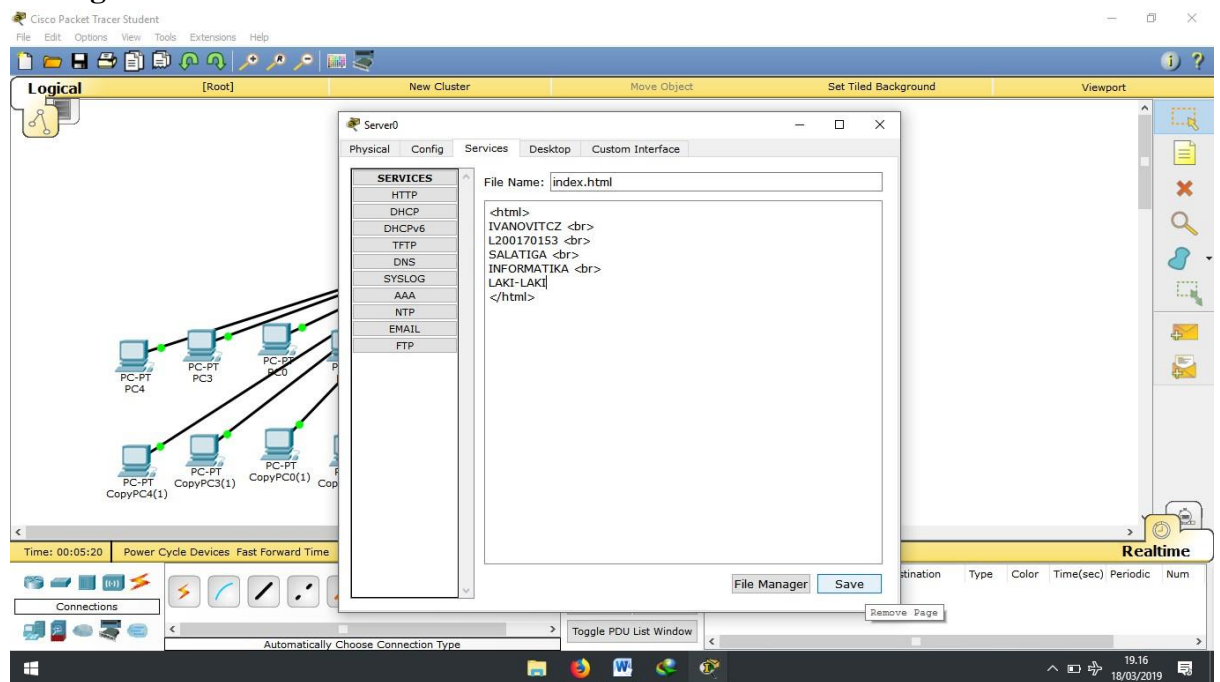 Cisco Packet Tracer Student
File Edit Options View Tools Extensions Help
Logical [Root] New Cluster Move Object Set Tiled Background Viewport
Server0
Physical Config Services Desktop Custom Interface
SERVICES
HTTP
DHCP
DHCPv6
TFTP
DNS
SYSLOG
AAA
NTP
EMAIL
FTP
File Name: index.html
<html>
IVANOVITCZ <br>
L200170153 <br>
SALATIGA <br>
INFORMATIKA <br>
LAKI-LAKI
</html>
File Manager Save
Remove Page
PC-PT
PC4
PC-PT
PC3
PC-PT
PC0
PC-PT
CopyPC4(1)
PC-PT
CopyPC3(1)
PC-PT
CopyPC0(1)
Time: 00:05:20 Power Cycle Devices Fast Forward Time Realtime
Connections
Automatically Choose Connection Type
Toggle PDU List Window
Type Color Time(sec) Periodic Num
19.16
18/03/2019